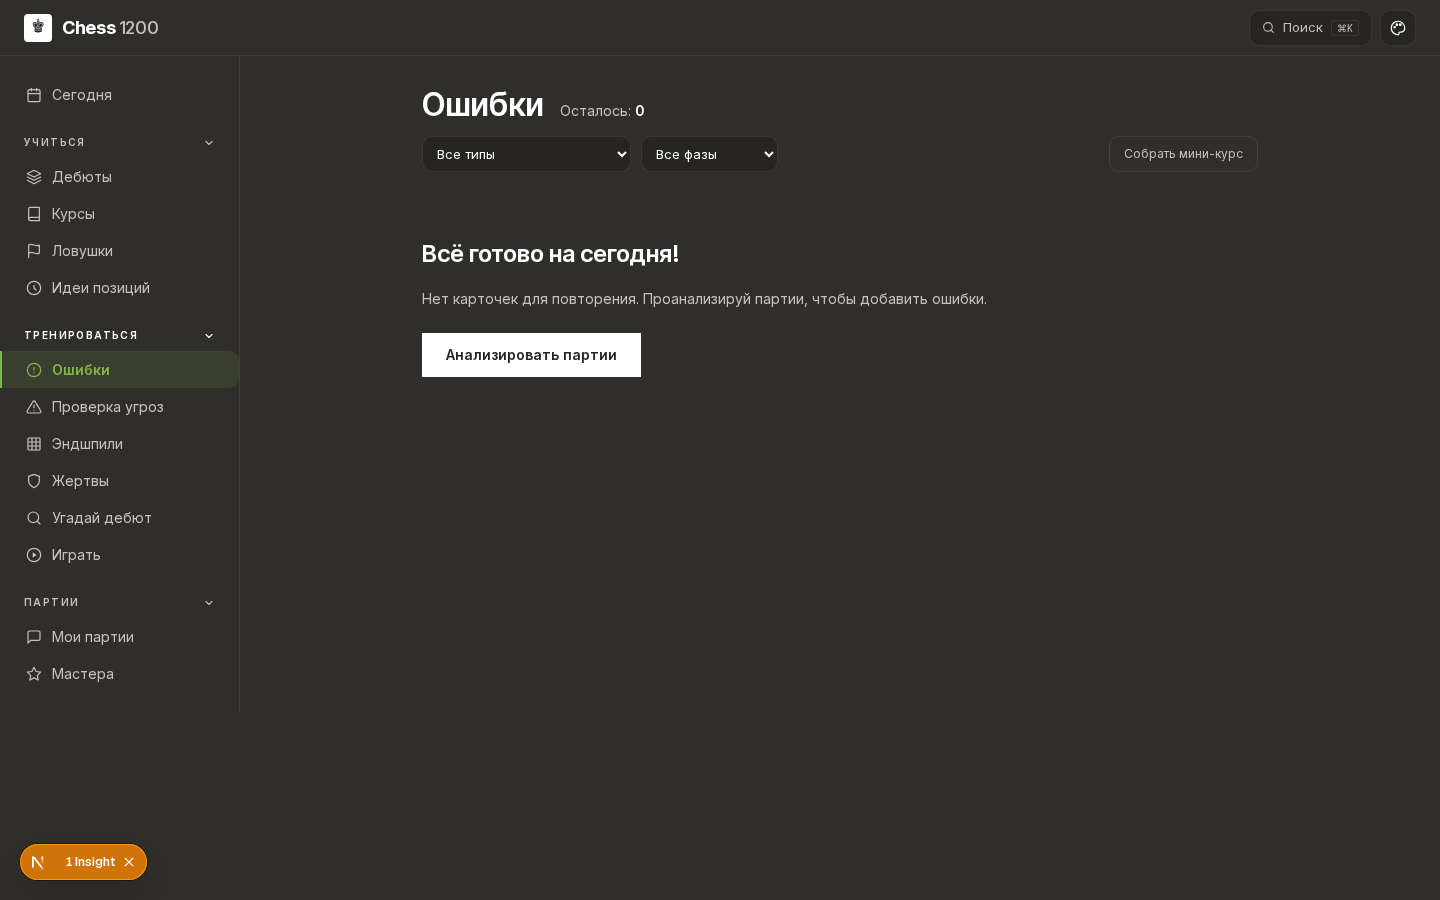 Chess 1200
Поиск ⌘K
Сегодня
УЧИТЬСЯ
Дебюты
Курсы
Ловушки
Идеи позиций
ТРЕНИРОВАТЬСЯ
Ошибки
Проверка угроз
Эндшпили
Жертвы
Угадай дебют
Играть
ПАРТИИ
Мои партии
Мастера
Ошибки Осталось: 0
Все типы Все фазы Собрать мини-курс
Всё готово на сегодня!
Нет карточек для повторения. Проанализируй партии, чтобы добавить ошибки.
Анализировать партии
N 1 Insight